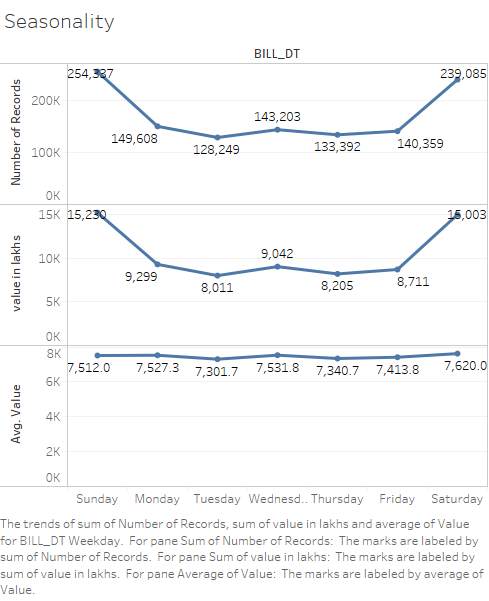 Seasonality
BILL_DT
Number of Records
200K
100K
0K
254,337
149,608
128,249
143,203
133,392
140,359
239,085
value in lakhs
15K
10K
5K
0K
15,230
9,299
8,011
9,042
8,205
8,711
15,003
Avg. Value
8K
6K
4K
2K
0K
7,512.0
7,527.3
7,301.7
7,531.8
7,340.7
7,413.8
7,620.0
Sunday Monday Tuesday Wednesd.. Thursday Friday Saturday
The trends of sum of Number of Records, sum of value in lakhs and average of Value
for BILL_DT Weekday.  For pane Sum of Number of Records:  The marks are labeled by
sum of Number of Records.  For pane Sum of value in lakhs:  The marks are labeled by
sum of value in lakhs.  For pane Average of Value:  The marks are labeled by average of
Value.